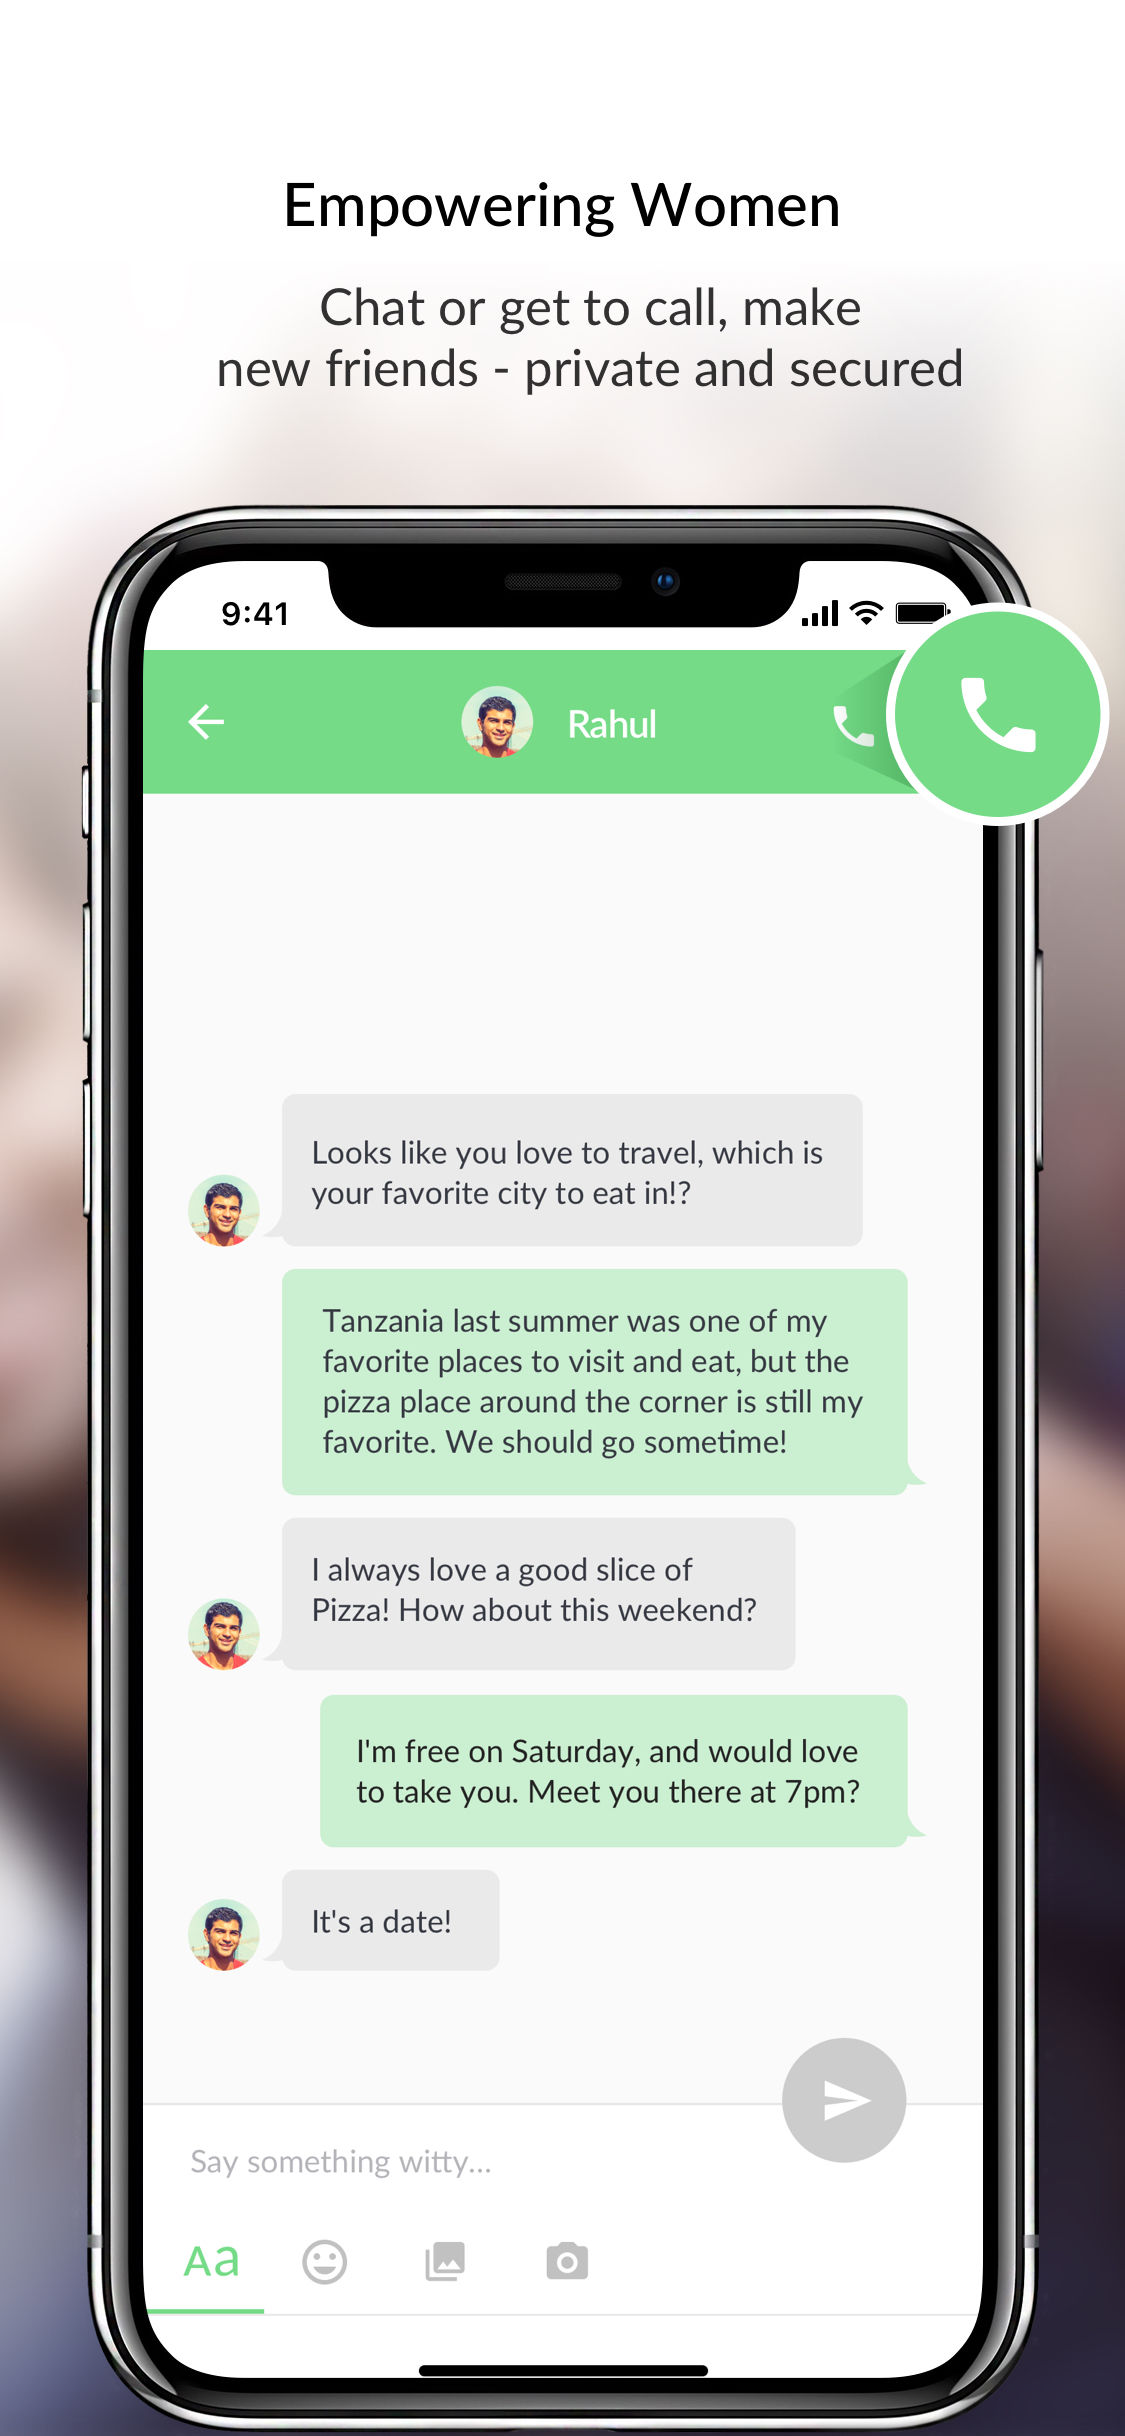 Empowering Women
Chat or get to call, make
new friends - private and secured
9:41
Rahul
Looks like you love to travel, which is
your favorite city to eat in!?
Tanzania last summer was one of my
favorite places to visit and eat, but the
pizza place around the corner is still my
favorite. We should go sometime!
I always love a good slice of
Pizza! How about this weekend?
I'm free on Saturday, and would love
to take you. Meet you there at 7pm?
It's a date!
Say something witty...
Aa